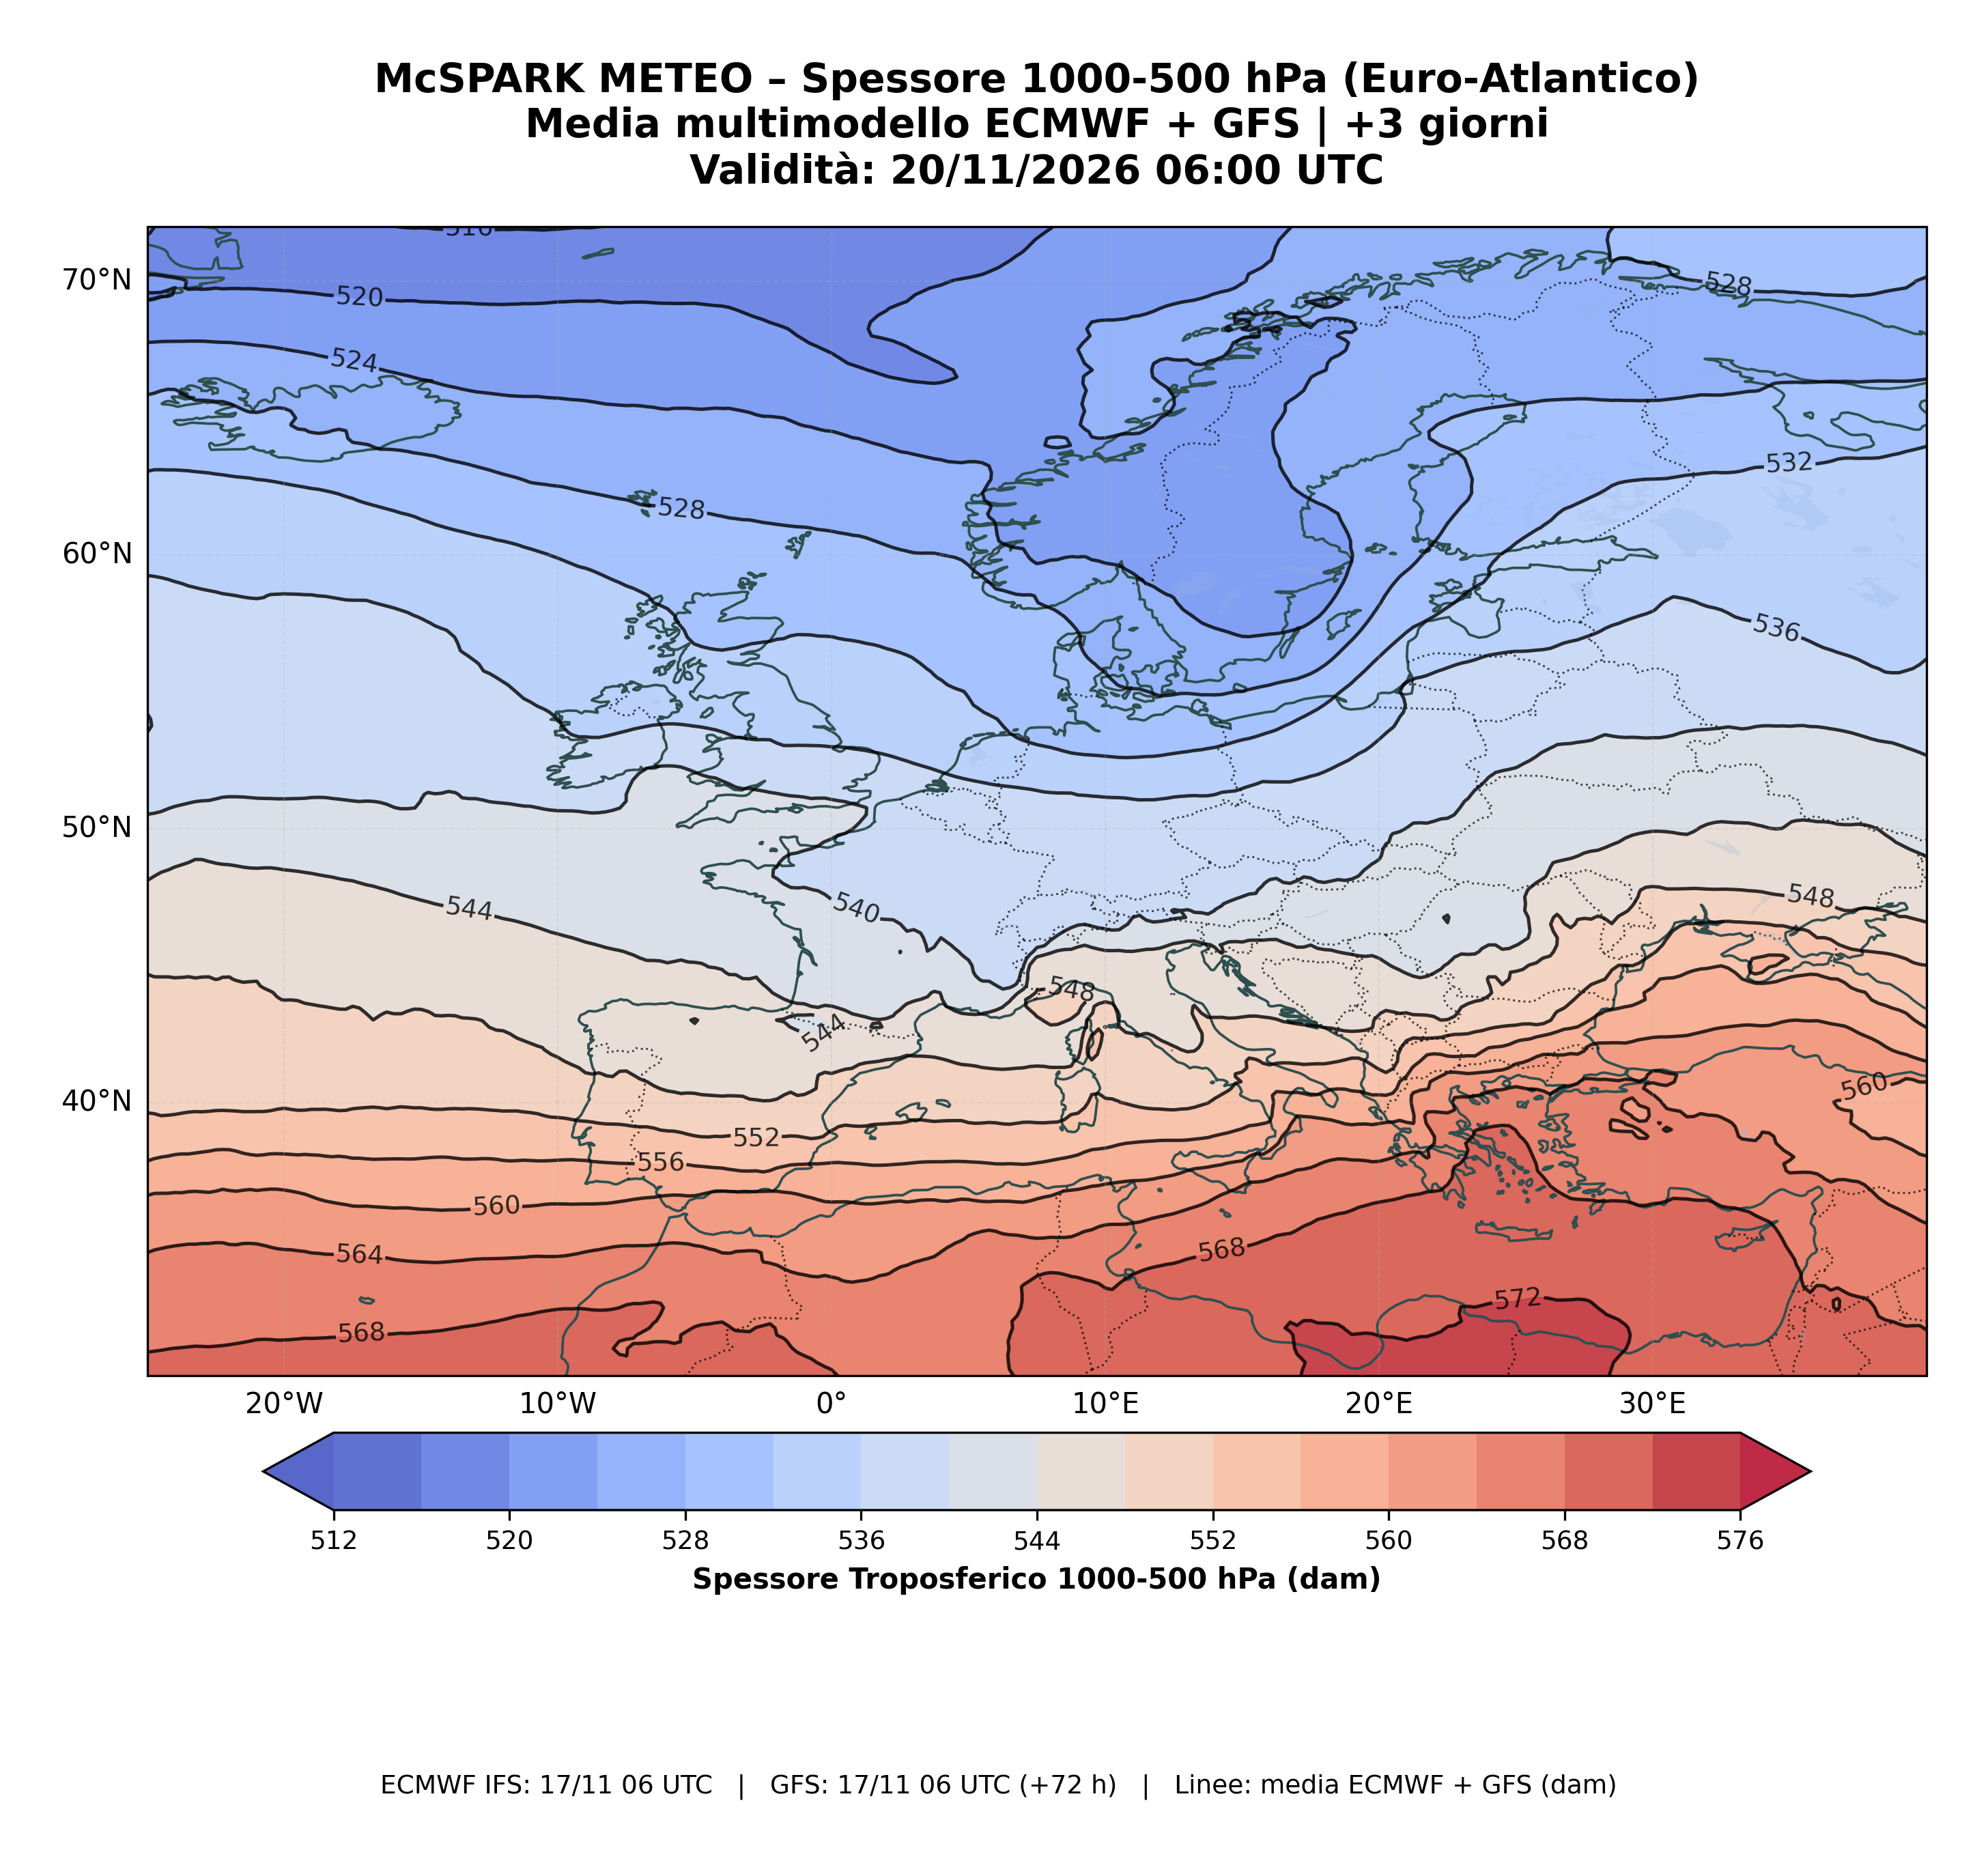 McSPARK METEO – Spessore 1000-500 hPa (Euro-Atlantico)
Media multimodello ECMWF + GFS | +3 giorni
Validità: 20/11/2026 06:00 UTC
516
70°N
520
528
524
532
528
60°N
536
50°N
540
544
548
548
544
40°N
560
552
556
560
564
568
572
568
20°W 10°W 0° 10°E 20°E 30°E
512 520 528 536 544 552 560 568 576
Spessore Troposferico 1000-500 hPa (dam)
ECMWF IFS: 17/11 06 UTC | GFS: 17/11 06 UTC (+72 h) | Linee: media ECMWF + GFS (dam)